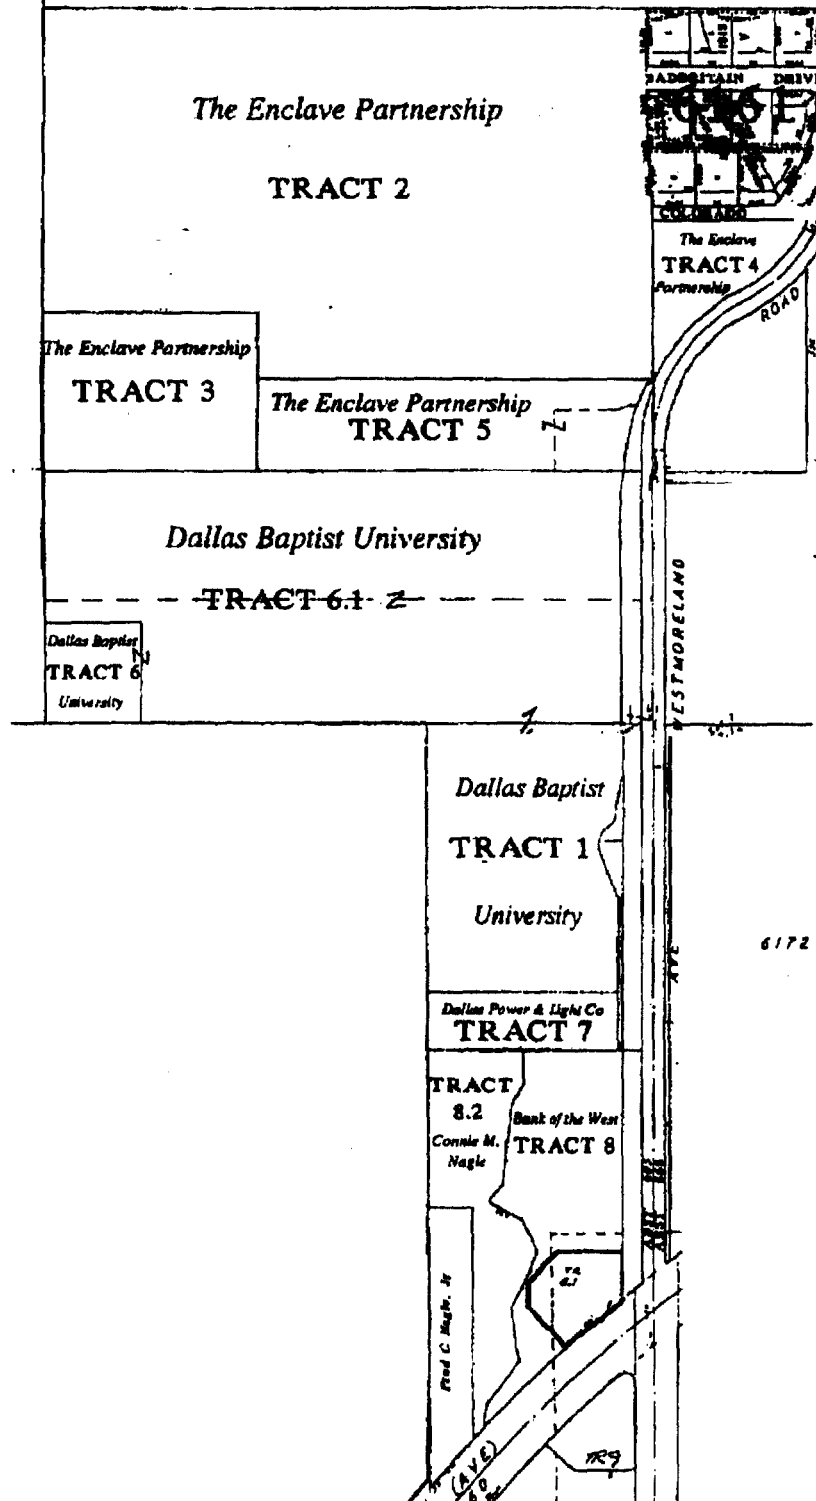 DRIV
COLORADO
The Enclave Partnership
TRACT 2
The Enclave
TRACT 4
Partnership
ROAD
The Enclave Partnership
TRACT 3
The Enclave Partnership
TRACT 5
Dallas Baptist University
TRACT 6.1
WESTMORELAND
Dallas Baptist
TRACT 6
University
Dallas Baptist
TRACT 1
University
AVE
6172
Dallas Power & Light Co
TRACT 7
TRACT
8.2
Connie M.
Nagle
Bank of the West
TRACT 8
Fred C Nagle, Jr
TR 9
(AVE)